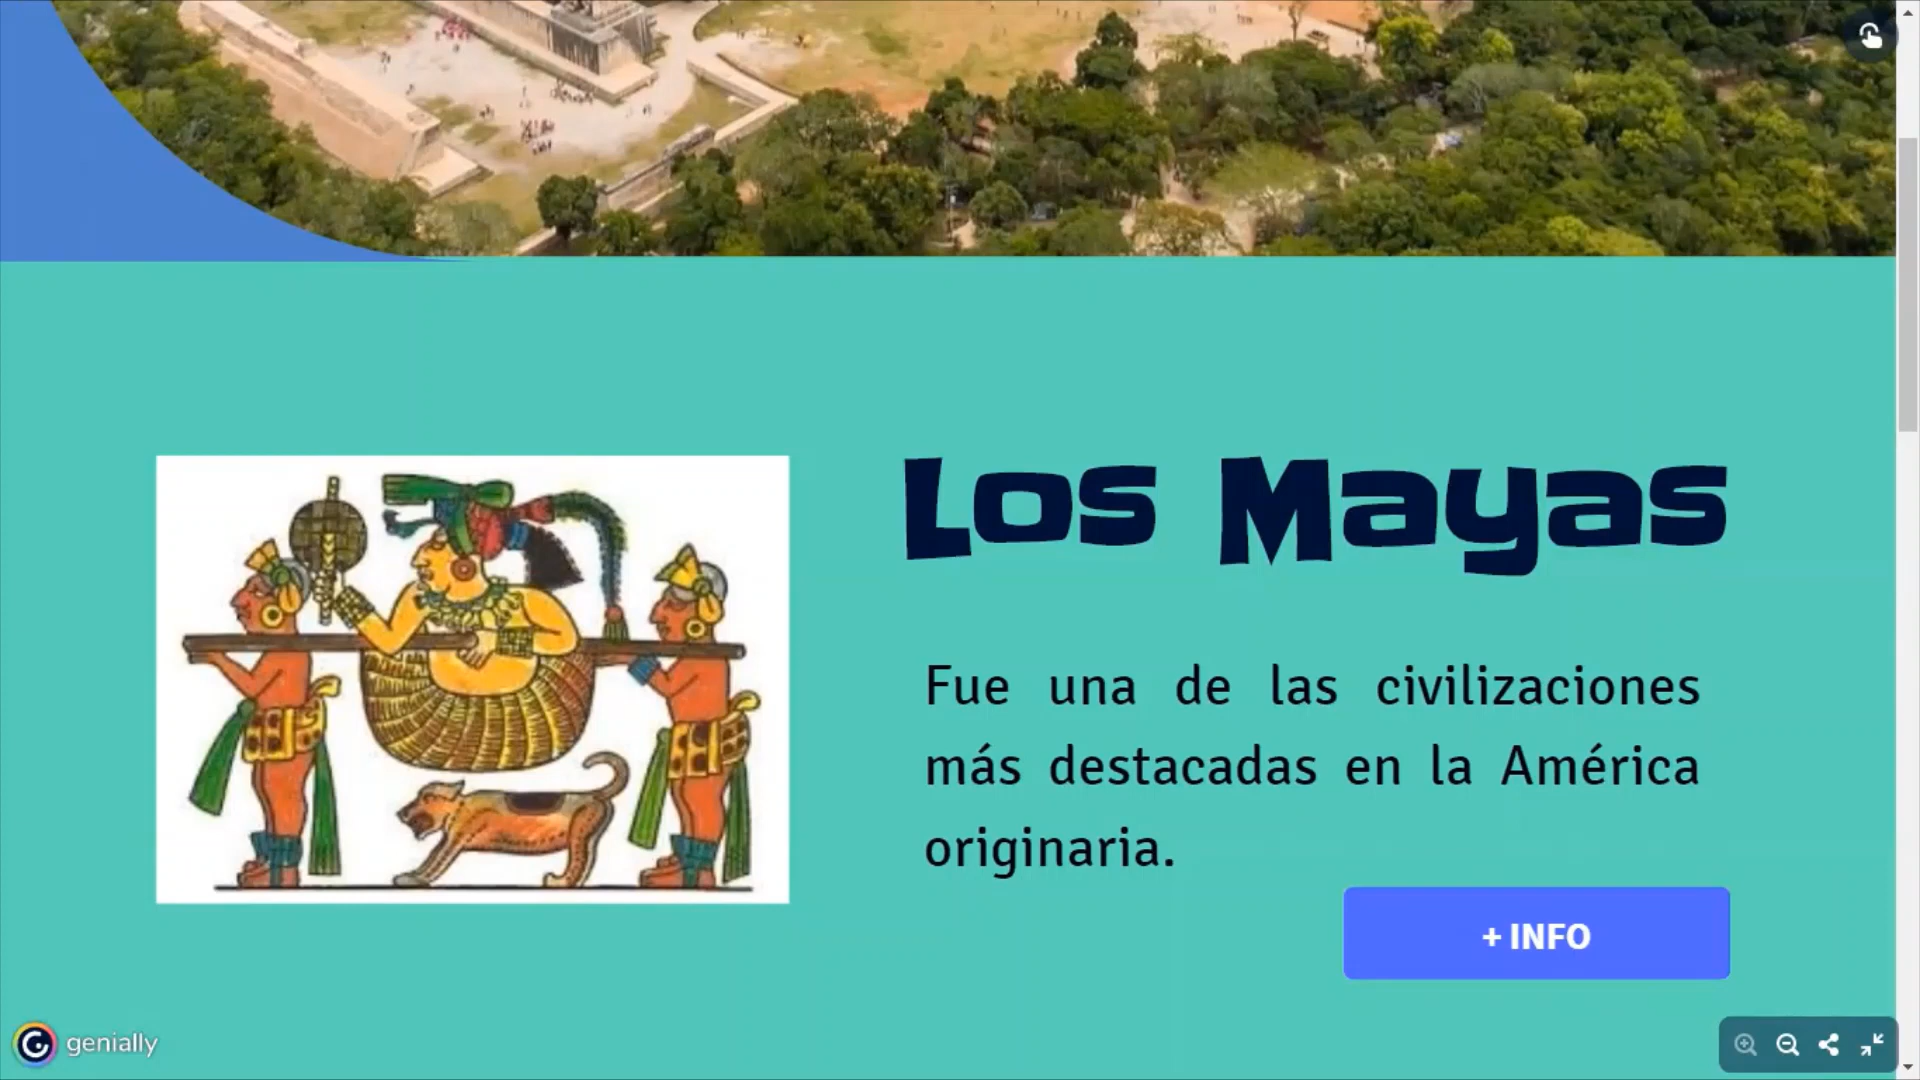 Los Mayas
Fue una de las civilizaciones
más destacadas en la América
originaria.
+ INFO
genially